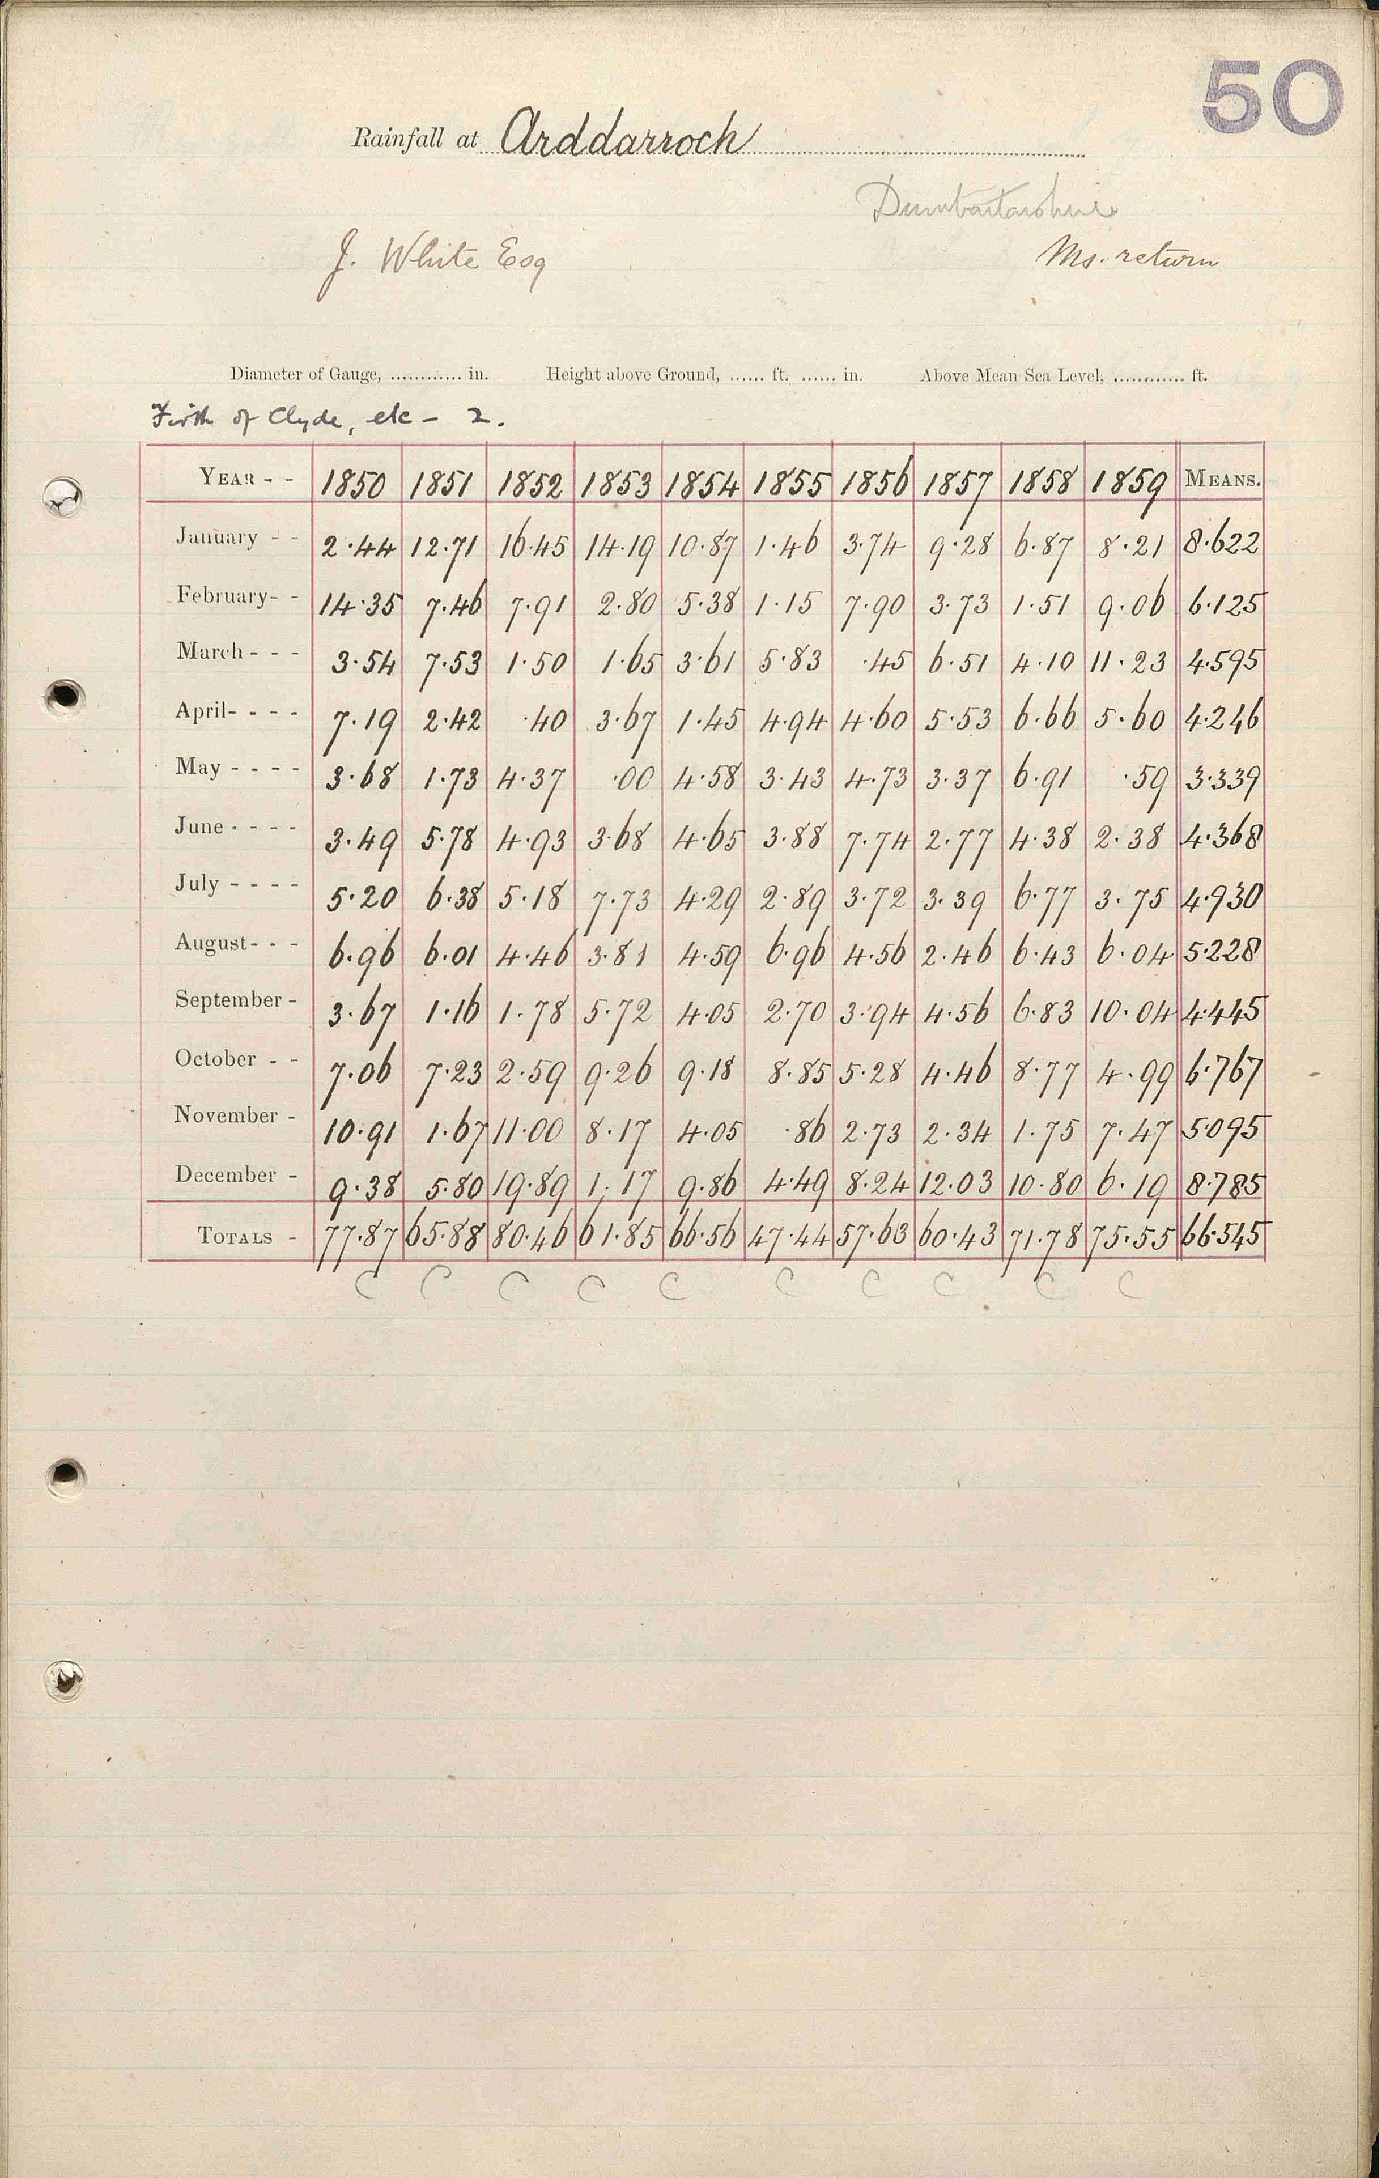 50
Rainfall at Arddarroch
Dumbartonshire
J. White Esq
Ms. return
Diameter of Gauge, ............ in. Height above Ground, ...... ft. ...... in. Above Mean Sea Level, ............ ft.
Firth of Clyde, etc - 2.
YEAR - - 1850 1851 1852 1853 1854 1855 1856 1857 1858 1859 MEANS.
January - - 2.44 12.71 16.45 14.19 10.87 1.46 3.74 9.28 6.87 8.21 8.622
February - - 14.35 7.46 7.91 2.80 5.38 1.15 7.90 3.73 1.51 9.06 6.125
March - - - 3.54 7.53 1.50 1.65 3.61 5.83 .45 6.51 4.10 11.23 4.595
April - - - - 7.19 2.42 .40 3.67 1.45 4.94 4.60 5.53 6.66 5.60 4.246
May - - - - 3.68 1.73 4.37 .00 4.58 3.43 4.73 3.37 6.91 .59 3.339
June - - - - 3.49 5.78 4.93 3.68 4.65 3.88 7.74 2.77 4.38 2.38 4.368
July - - - - 5.20 6.38 5.18 7.73 4.29 2.89 3.72 3.39 6.77 3.75 4.930
August - - - 6.96 6.01 4.46 3.81 4.59 6.96 4.56 2.46 6.43 6.04 5.228
September - 3.67 1.16 1.78 5.72 4.05 2.70 3.94 4.56 6.83 10.04 4.445
October - - 7.06 7.23 2.59 9.26 9.18 8.85 5.28 4.46 8.77 4.99 6.767
November - 10.91 1.67 11.00 8.17 4.05 .86 2.73 2.34 1.75 7.47 5.095
December - 9.38 5.80 19.89 1.17 9.86 4.49 8.24 12.03 10.80 6.19 8.785
TOTALS - 77.87 65.88 80.46 61.85 66.56 47.44 57.63 60.43 71.78 75.55 66.545
C C C C C C C C C C